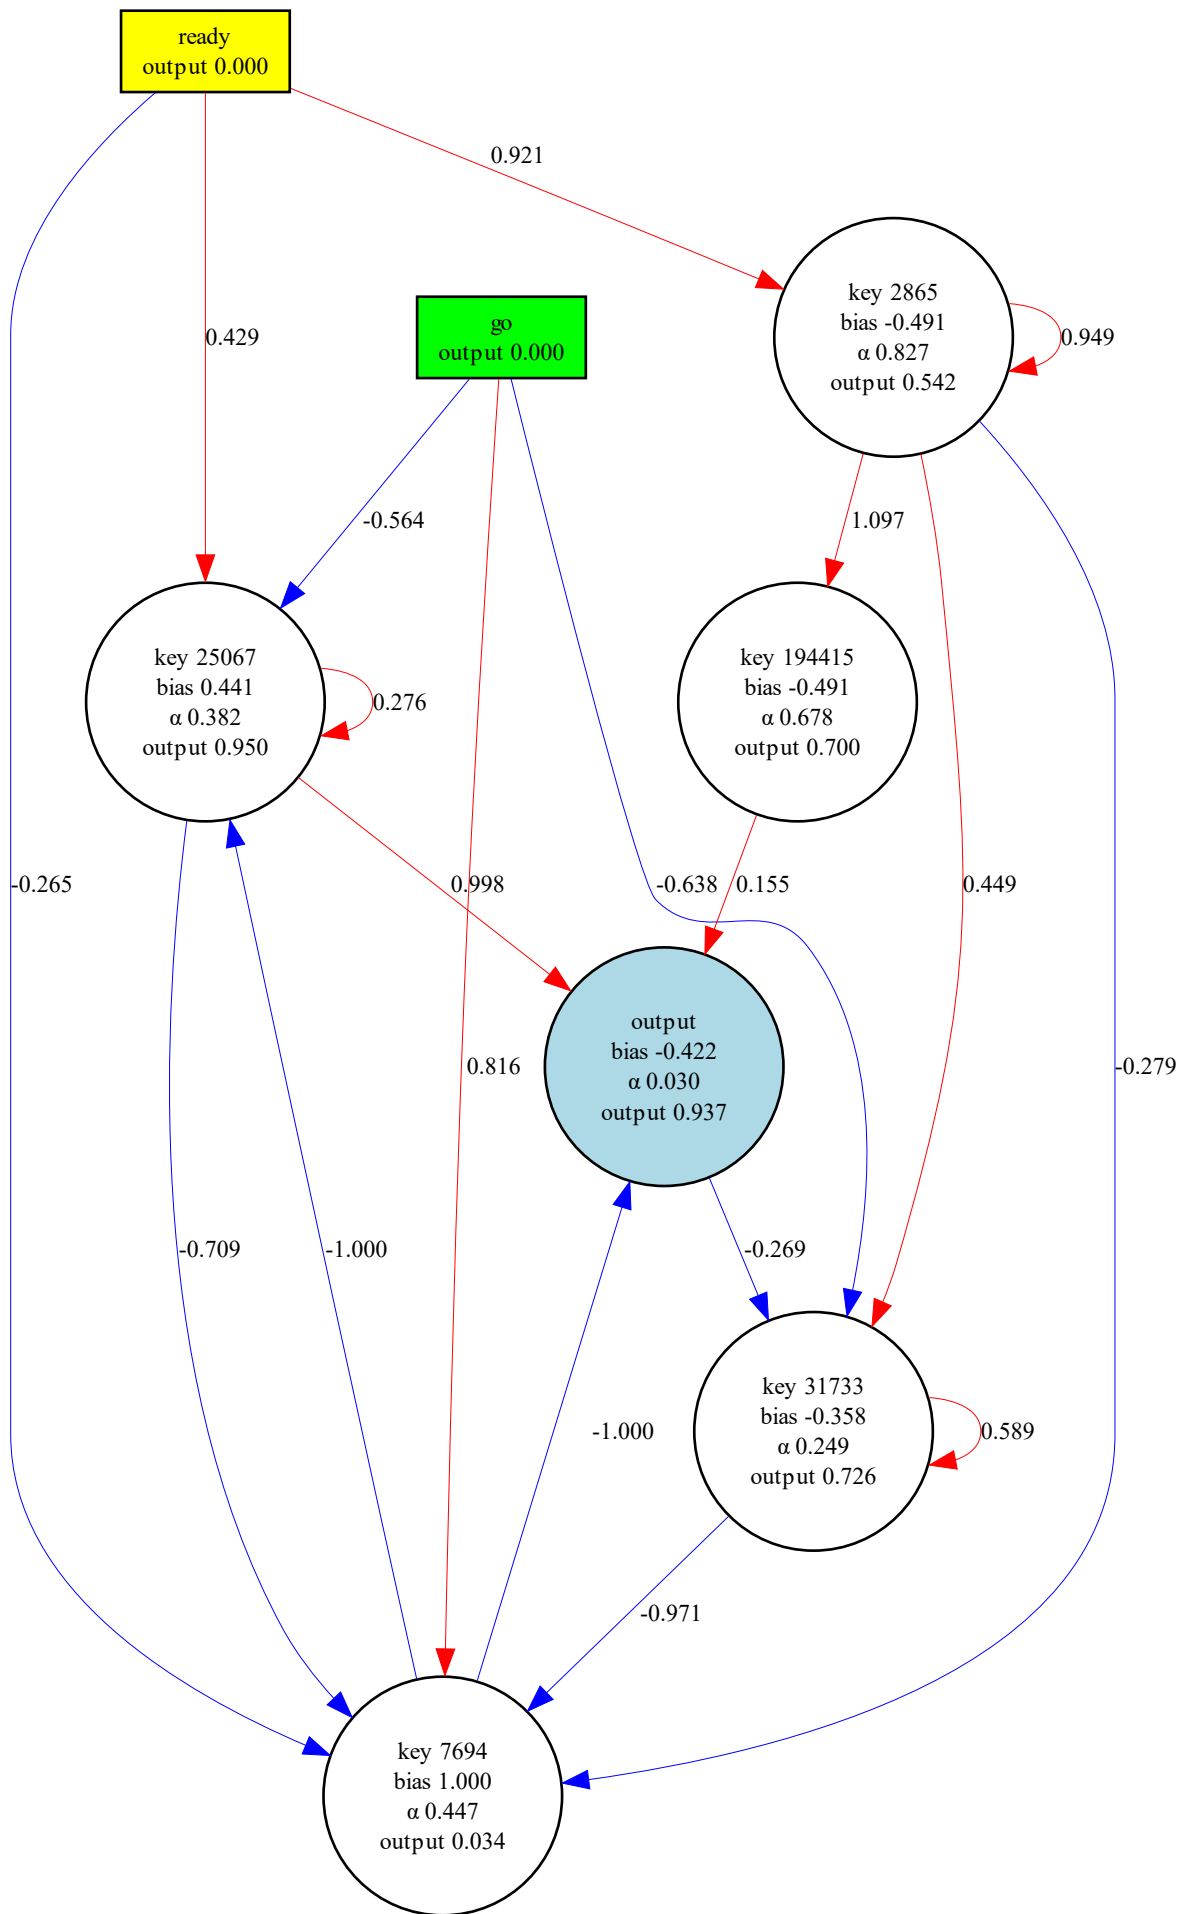 ready
output 0.000
0.921
key 2865
bias -0.491
α 0.827
output 0.542
0.949
go
output 0.000
0.429
-0.564
1.097
key 25067
bias 0.441
α 0.382
output 0.950
0.276
key 194415
bias -0.491
α 0.678
output 0.700
-0.265
0.998
-0.638
0.155
0.449
output
bias -0.422
α 0.030
output 0.937
0.816
-0.279
-0.709
-1.000
-0.269
key 31733
bias -0.358
α 0.249
output 0.726
-1.000
0.589
-0.971
key 7694
bias 1.000
α 0.447
output 0.034